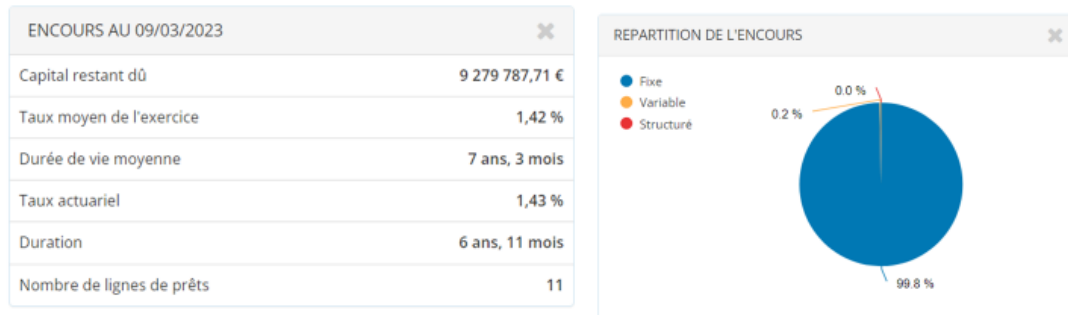 ENCOURS AU 09/03/2023
Capital restant dû 9 279 787,71 €
Taux moyen de l'exercice 1,42 %
Durée de vie moyenne 7 ans, 3 mois
Taux actuariel 1,43 %
Duration 6 ans, 11 mois
Nombre de lignes de prêts 11
REPARTITION DE L'ENCOURS
Fixe
Variable
Structuré
0.0 %
0.2 %
99.8 %